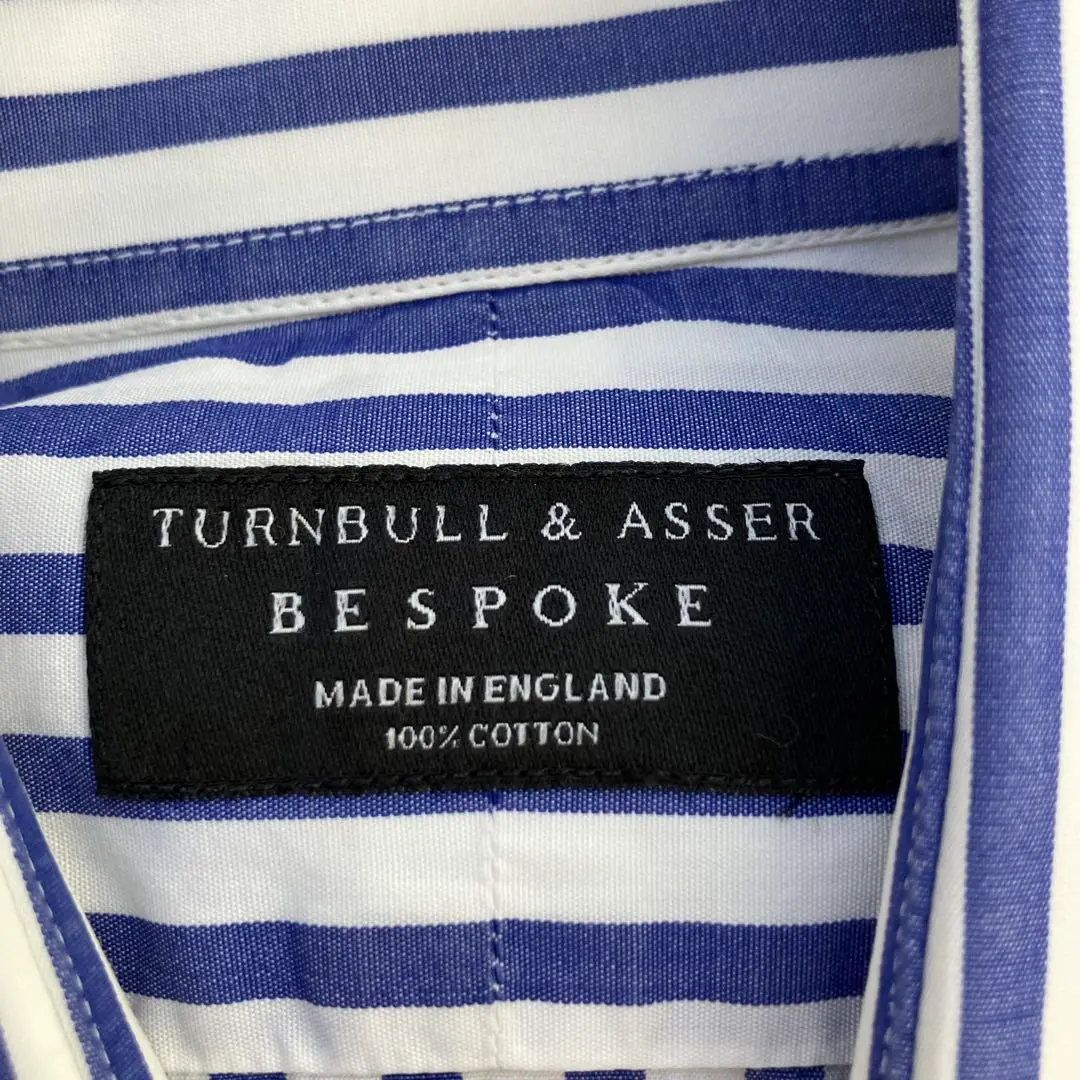 TURNBULL & ASSER
BESPOKE
MADE IN ENGLAND
100% COTTON